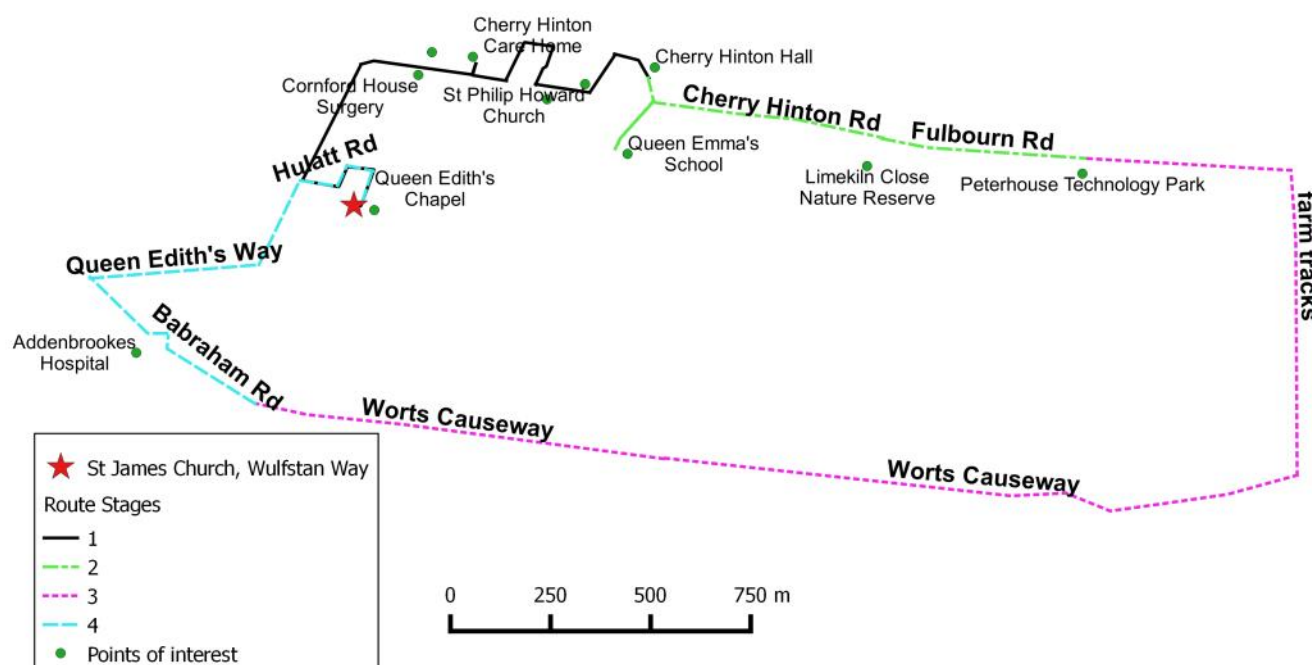 Cherry Hinton
Care Home
Cherry Hinton Hall
Cornford House
Surgery
St Philip Howard
Church
Cherry Hinton Rd
Fulbourn Rd
Hulatt Rd
Queen Emma's
School
Queen Edith's
Chapel
Limekiln Close
Nature Reserve
Peterhouse Technology Park
farm tracks
Queen Edith's Way
Addenbrookes
Hospital
Babraham Rd
Worts Causeway
Worts Causeway
St James Church, Wulfstan Way
Route Stages
1
2
3
4
Points of interest
0 250 500 750 m